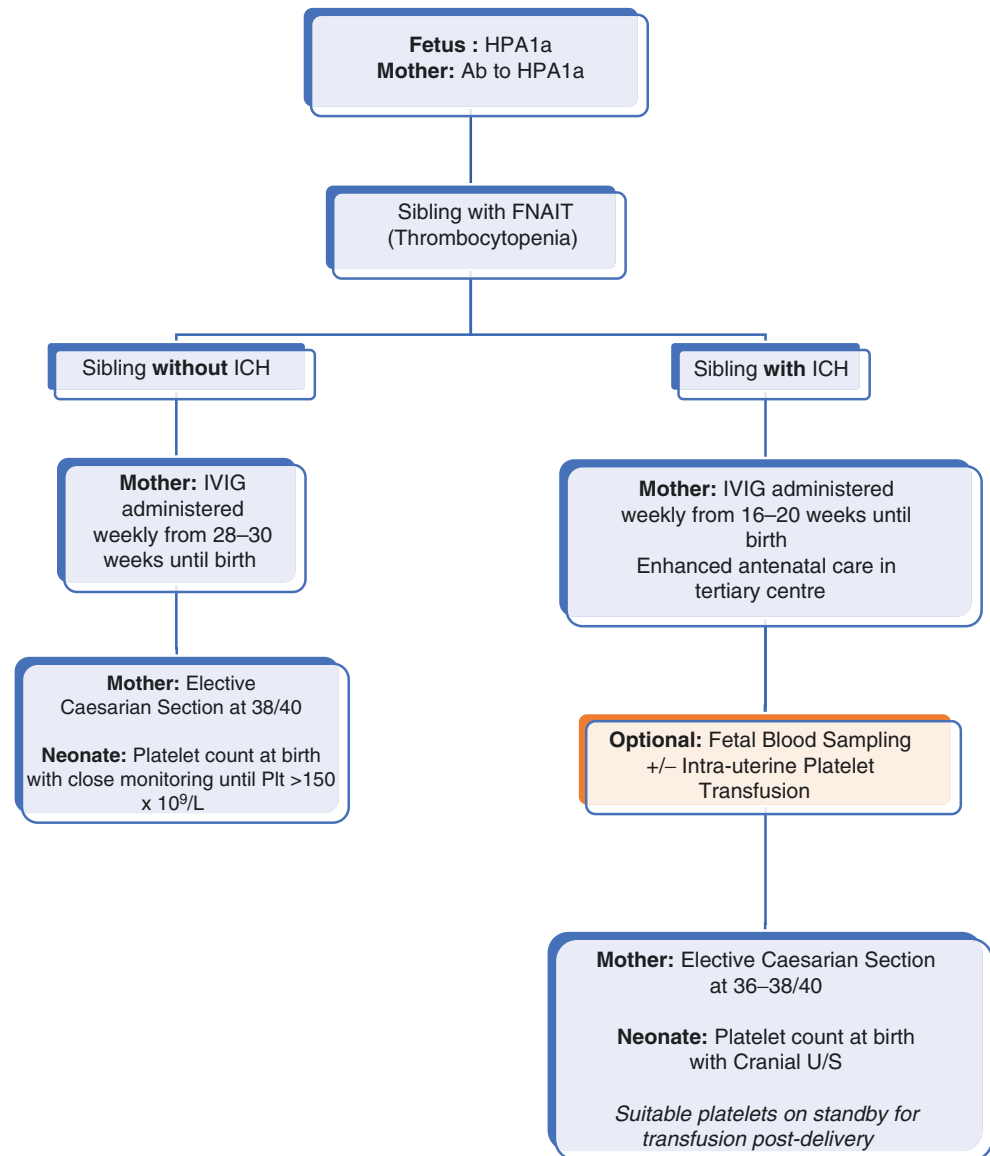 Fetus : HPA1a
Mother: Ab to HPA1a
Sibling with FNAIT
(Thrombocytopenia)
Sibling without ICH
Mother: IVIG
administered
weekly from 28–30
weeks until birth
Mother: Elective
Caesarian Section at 38/40
Neonate: Platelet count at birth
with close monitoring until Plt >150
x 10⁹/L
Sibling with ICH
Mother: IVIG administered
weekly from 16–20 weeks until
birth
Enhanced antenatal care in
tertiary centre
Optional: Fetal Blood Sampling
+/– Intra-uterine Platelet
Transfusion
Mother: Elective Caesarian Section
at 36–38/40
Neonate: Platelet count at birth
with Cranial U/S
Suitable platelets on standby for
transfusion post-delivery